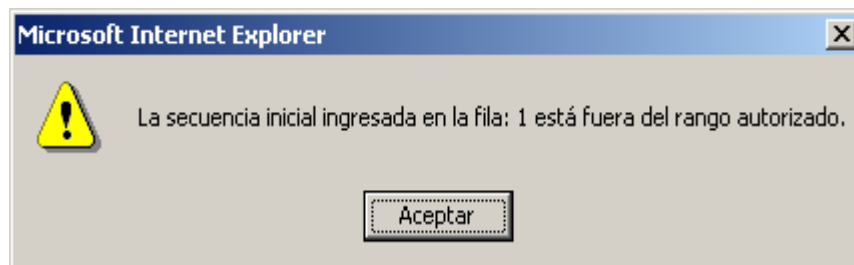 Microsoft Internet Explorer
La secuencia inicial ingresada en la fila: 1 está fuera del rango autorizado.
Aceptar